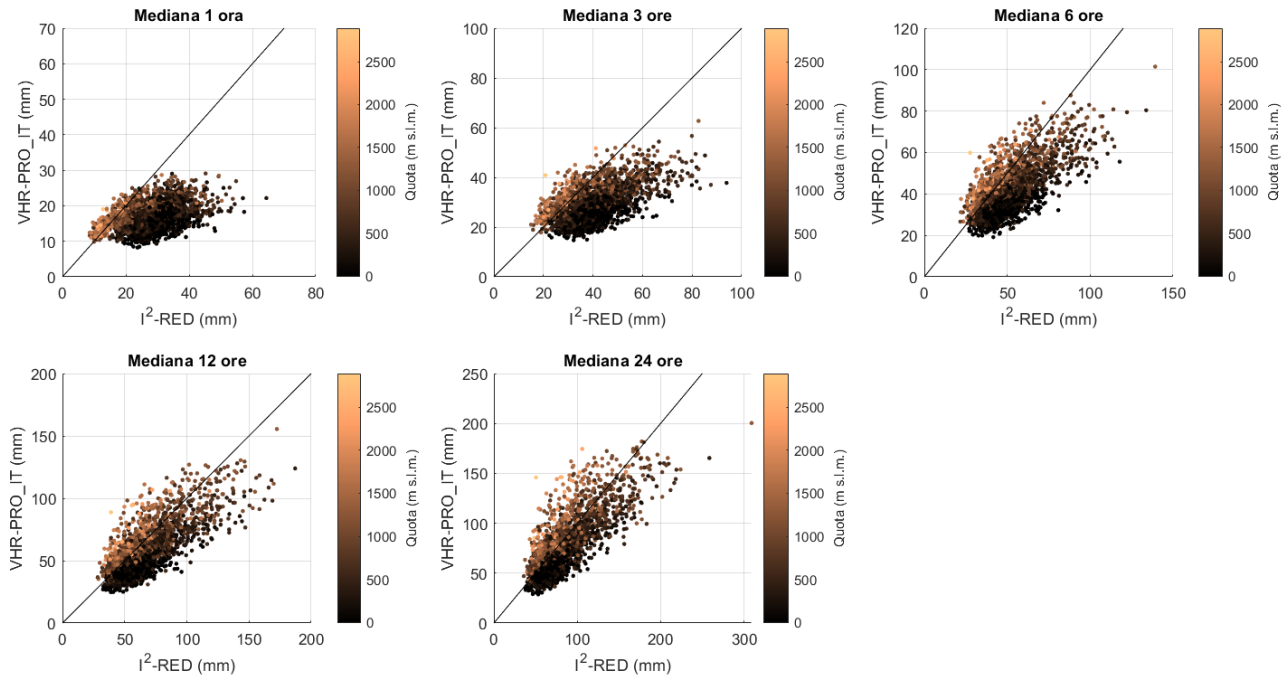 Mediana 1 ora
VHR-PRO_IT (mm)
70
60
50
40
30
20
10
0
0 20 40 60 80
I²-RED (mm)
2500
2000
1500
1000
500
0
Quota (m s.l.m.)
Mediana 3 ore
VHR-PRO_IT (mm)
100
80
60
40
20
0
0 20 40 60 80 100
I²-RED (mm)
2500
2000
1500
1000
500
0
Quota (m s.l.m.)
Mediana 6 ore
VHR-PRO_IT (mm)
120
100
80
60
40
20
0
0 50 100 150
I²-RED (mm)
2500
2000
1500
1000
500
0
Quota (m s.l.m.)
Mediana 12 ore
VHR-PRO_IT (mm)
200
150
100
50
0
0 50 100 150 200
I²-RED (mm)
2500
2000
1500
1000
500
0
Quota (m s.l.m.)
Mediana 24 ore
VHR-PRO_IT (mm)
250
200
150
100
50
0
0 100 200 300
I²-RED (mm)
2500
2000
1500
1000
500
0
Quota (m s.l.m.)